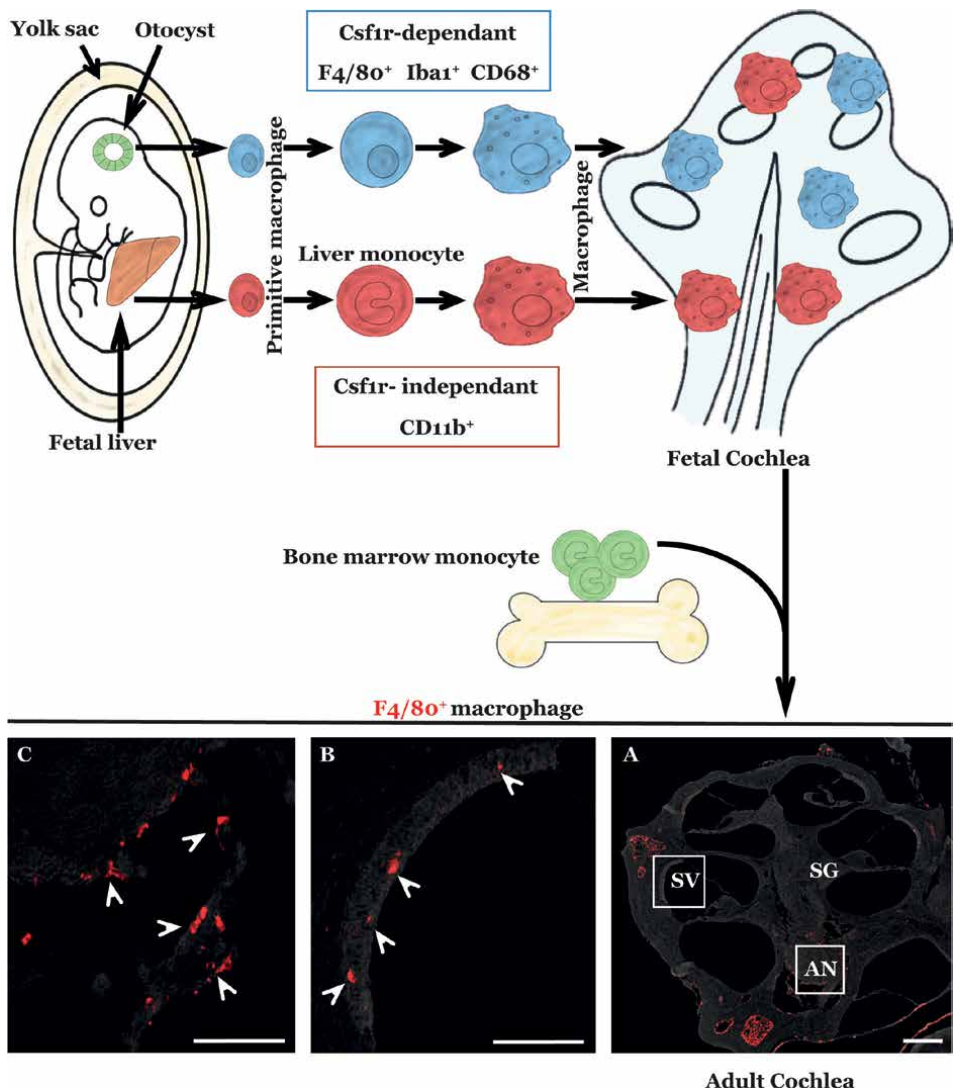 Yolk sac
Otocyst
Csf1r-dependant
F4/80⁺ Iba1⁺ CD68⁺
Primitive macrophage
Macrophage
Liver monocyte
Csf1r- independant
CD11b⁺
Fetal liver
Fetal Cochlea
Bone marrow monocyte
F4/80⁺ macrophage
C
B
A
SV
SG
AN
Adult Cochlea